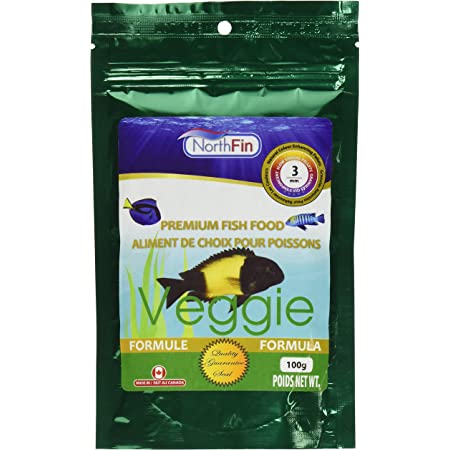 NorthFin
3
mm
PREMIUM FISH FOOD
ALIMENT DE CHOIX POUR POISSONS
Veggie
FORMULE
FORMULA
Quality
Guarantee
Seal
100g
POIDS NET WT.
MADE IN / FAIT AU CANADA